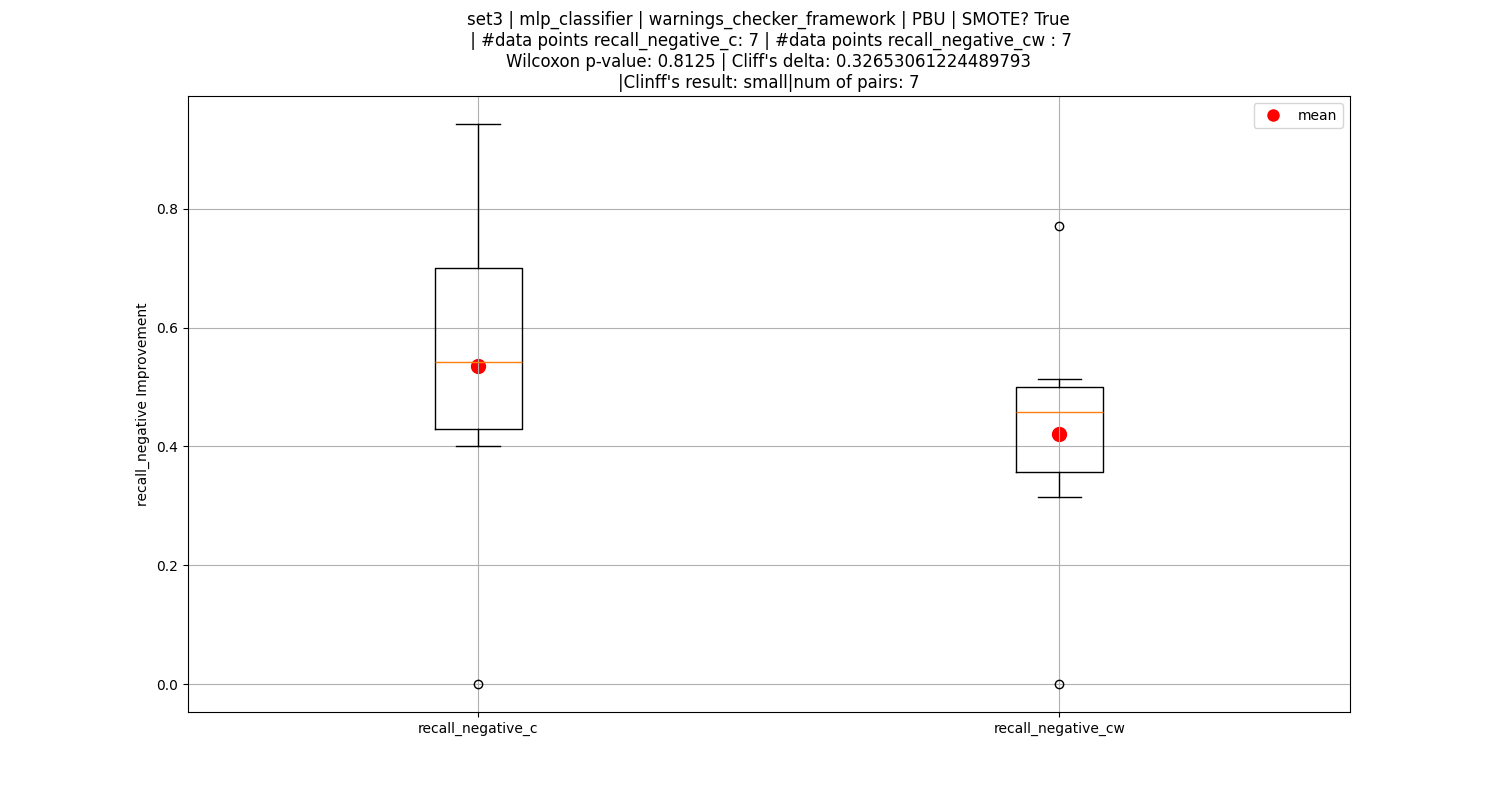 set3 | mlp_classifier | warnings_checker_framework | PBU | SMOTE? True
| #data points recall_negative_c: 7 | #data points recall_negative_cw : 7
Wilcoxon p-value: 0.8125 | Cliff's delta: 0.32653061224489793
|Clinff's result: small|num of pairs: 7
mean
0.8
0.6
0.4
0.2
0.0
recall_negative Improvement
recall_negative_c
recall_negative_cw